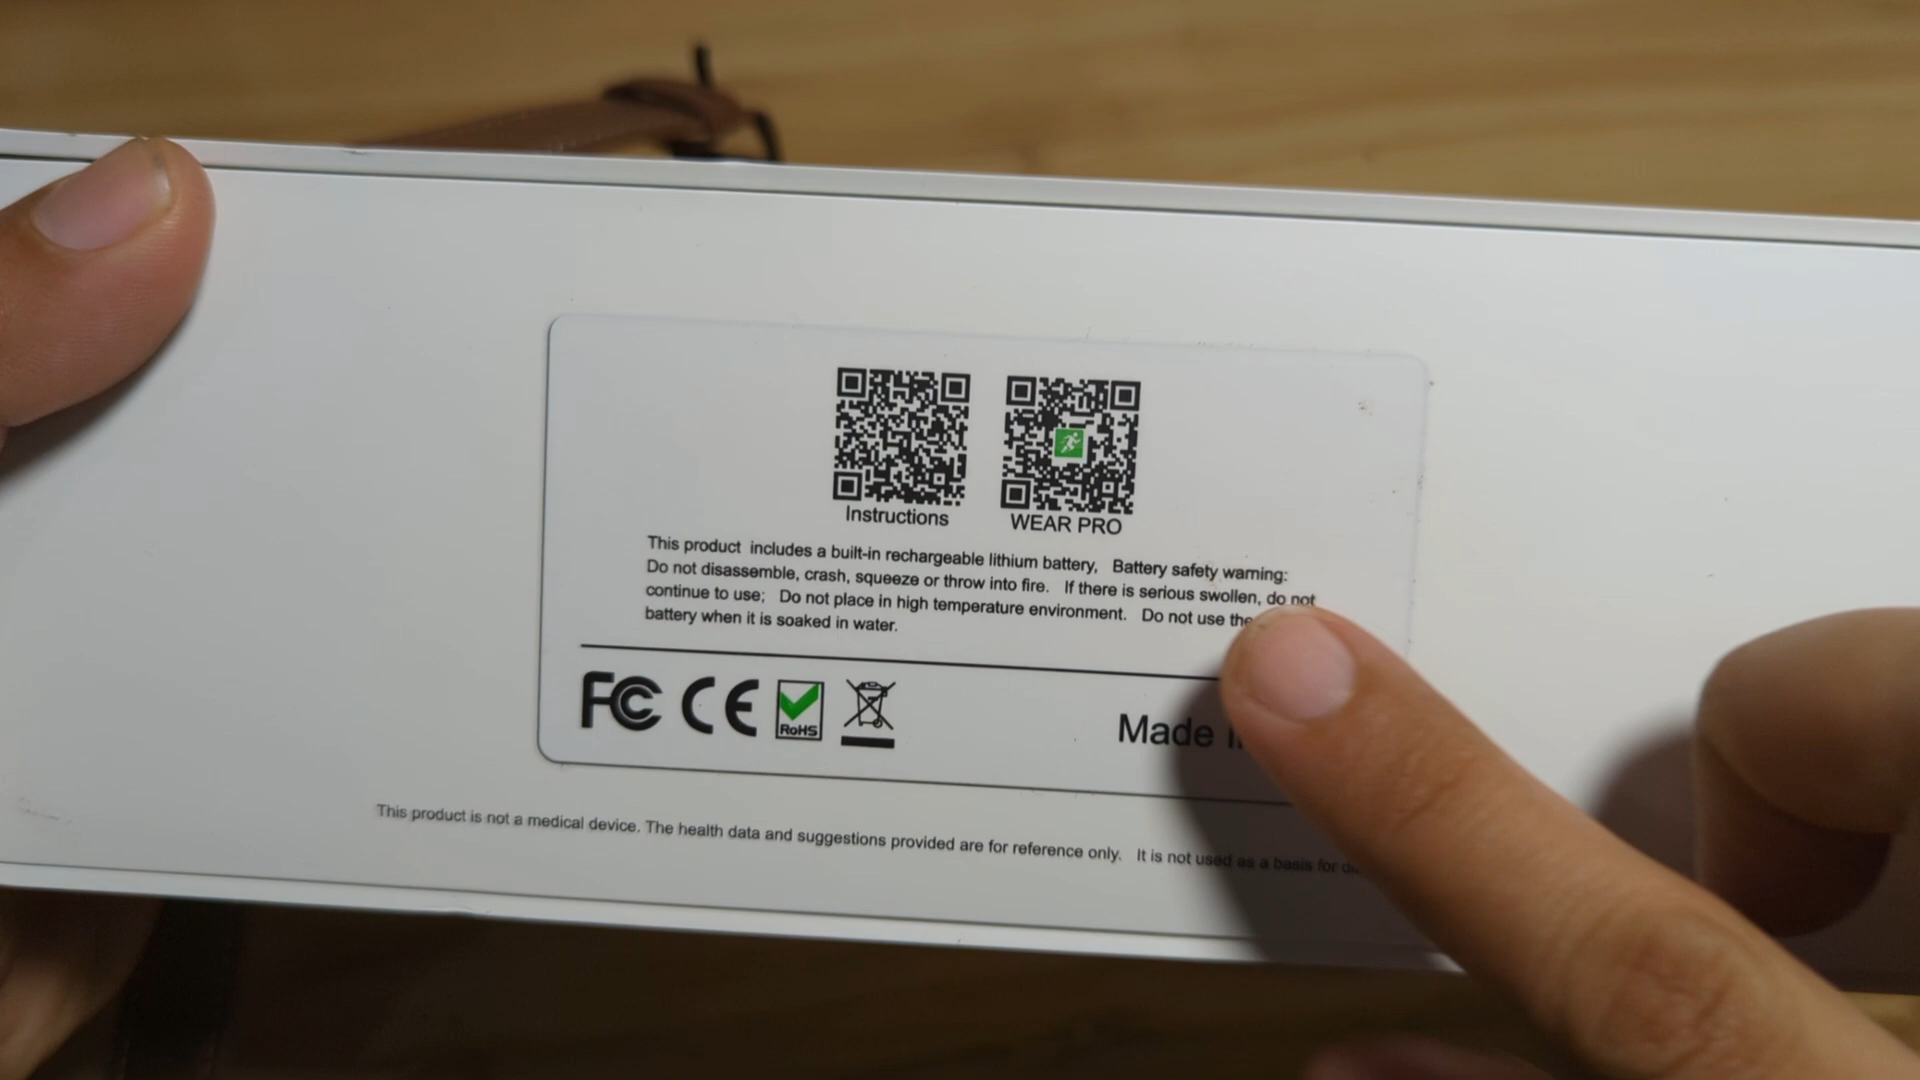 Instructions
WEAR PRO
This product includes a built-in rechargeable lithium battery, Battery safety warning:
Do not disassemble, crash, squeeze or throw into fire. If there is serious swollen, do not
continue to use; Do not place in high temperature environment. Do not use the
battery when it is soaked in water.
FC CE RoHS
Made
This product is not a medical device. The health data and suggestions provided are for reference only. It is not used as a basis for